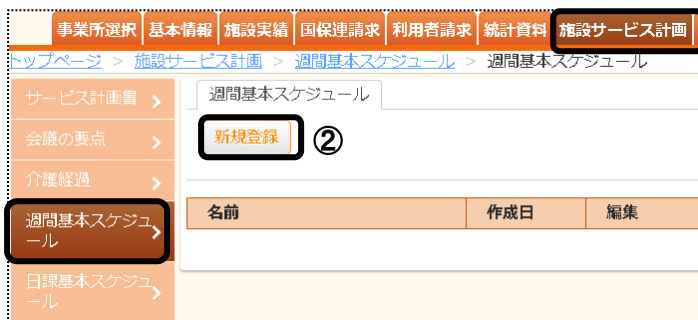 事業所選択 基本情報 施設実績 国保連請求 利用者請求 統計資料 施設サービス計画
トップページ > 施設サービス計画 > 週間基本スケジュール > 週間基本スケジュール
サービス計画書
週間基本スケジュール
会議の要点
新規登録 ②
介護経過
週間基本スケジュ
ール
名前 作成日 編集
日課基本スケジュ
ール